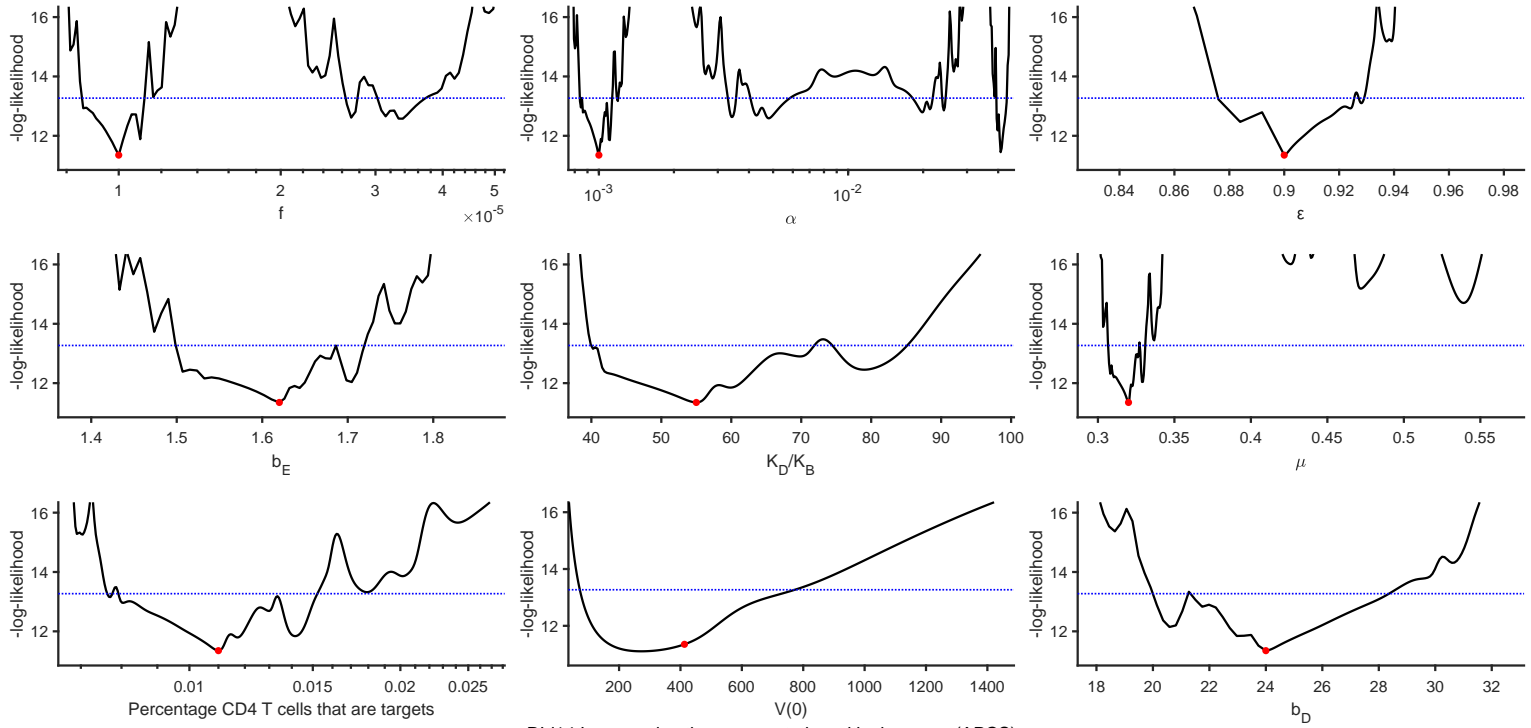 16
14
12
-log-likelihood
1 2 3 4 5
×10-5
f
16
14
12
-log-likelihood
10-3 10-2
α
16
14
12
-log-likelihood
0.84 0.86 0.88 0.9 0.92 0.94 0.96 0.98
ε
16
14
12
-log-likelihood
1.4 1.5 1.6 1.7 1.8
bE
16
14
12
-log-likelihood
40 50 60 70 80 90 100
KD/KB
16
14
12
-log-likelihood
0.3 0.35 0.4 0.45 0.5 0.55
μ
16
14
12
-log-likelihood
0.01 0.015 0.02 0.025
Percentage CD4 T cells that are targets
16
14
12
-log-likelihood
200 400 600 800 1000 1200 1400
V(0)
16
14
12
-log-likelihood
18 20 22 24 26 28 30 32
bD